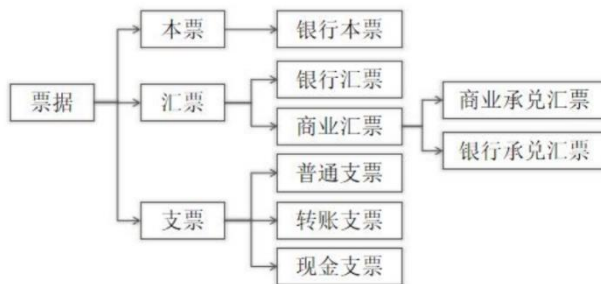 本票
银行本票
票据
汇票
银行汇票
商业汇票
商业承兑汇票
银行承兑汇票
支票
普通支票
转账支票
现金支票